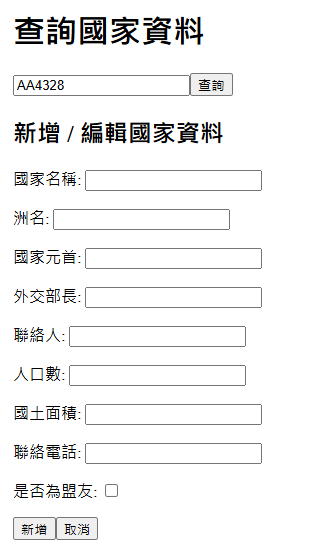 查詢國家資料
AA4328 查詢
新增 / 編輯國家資料
國家名稱:
洲名:
國家元首:
外交部長:
聯絡人:
人口數:
國土面積:
聯絡電話:
是否為盟友:
新增 取消